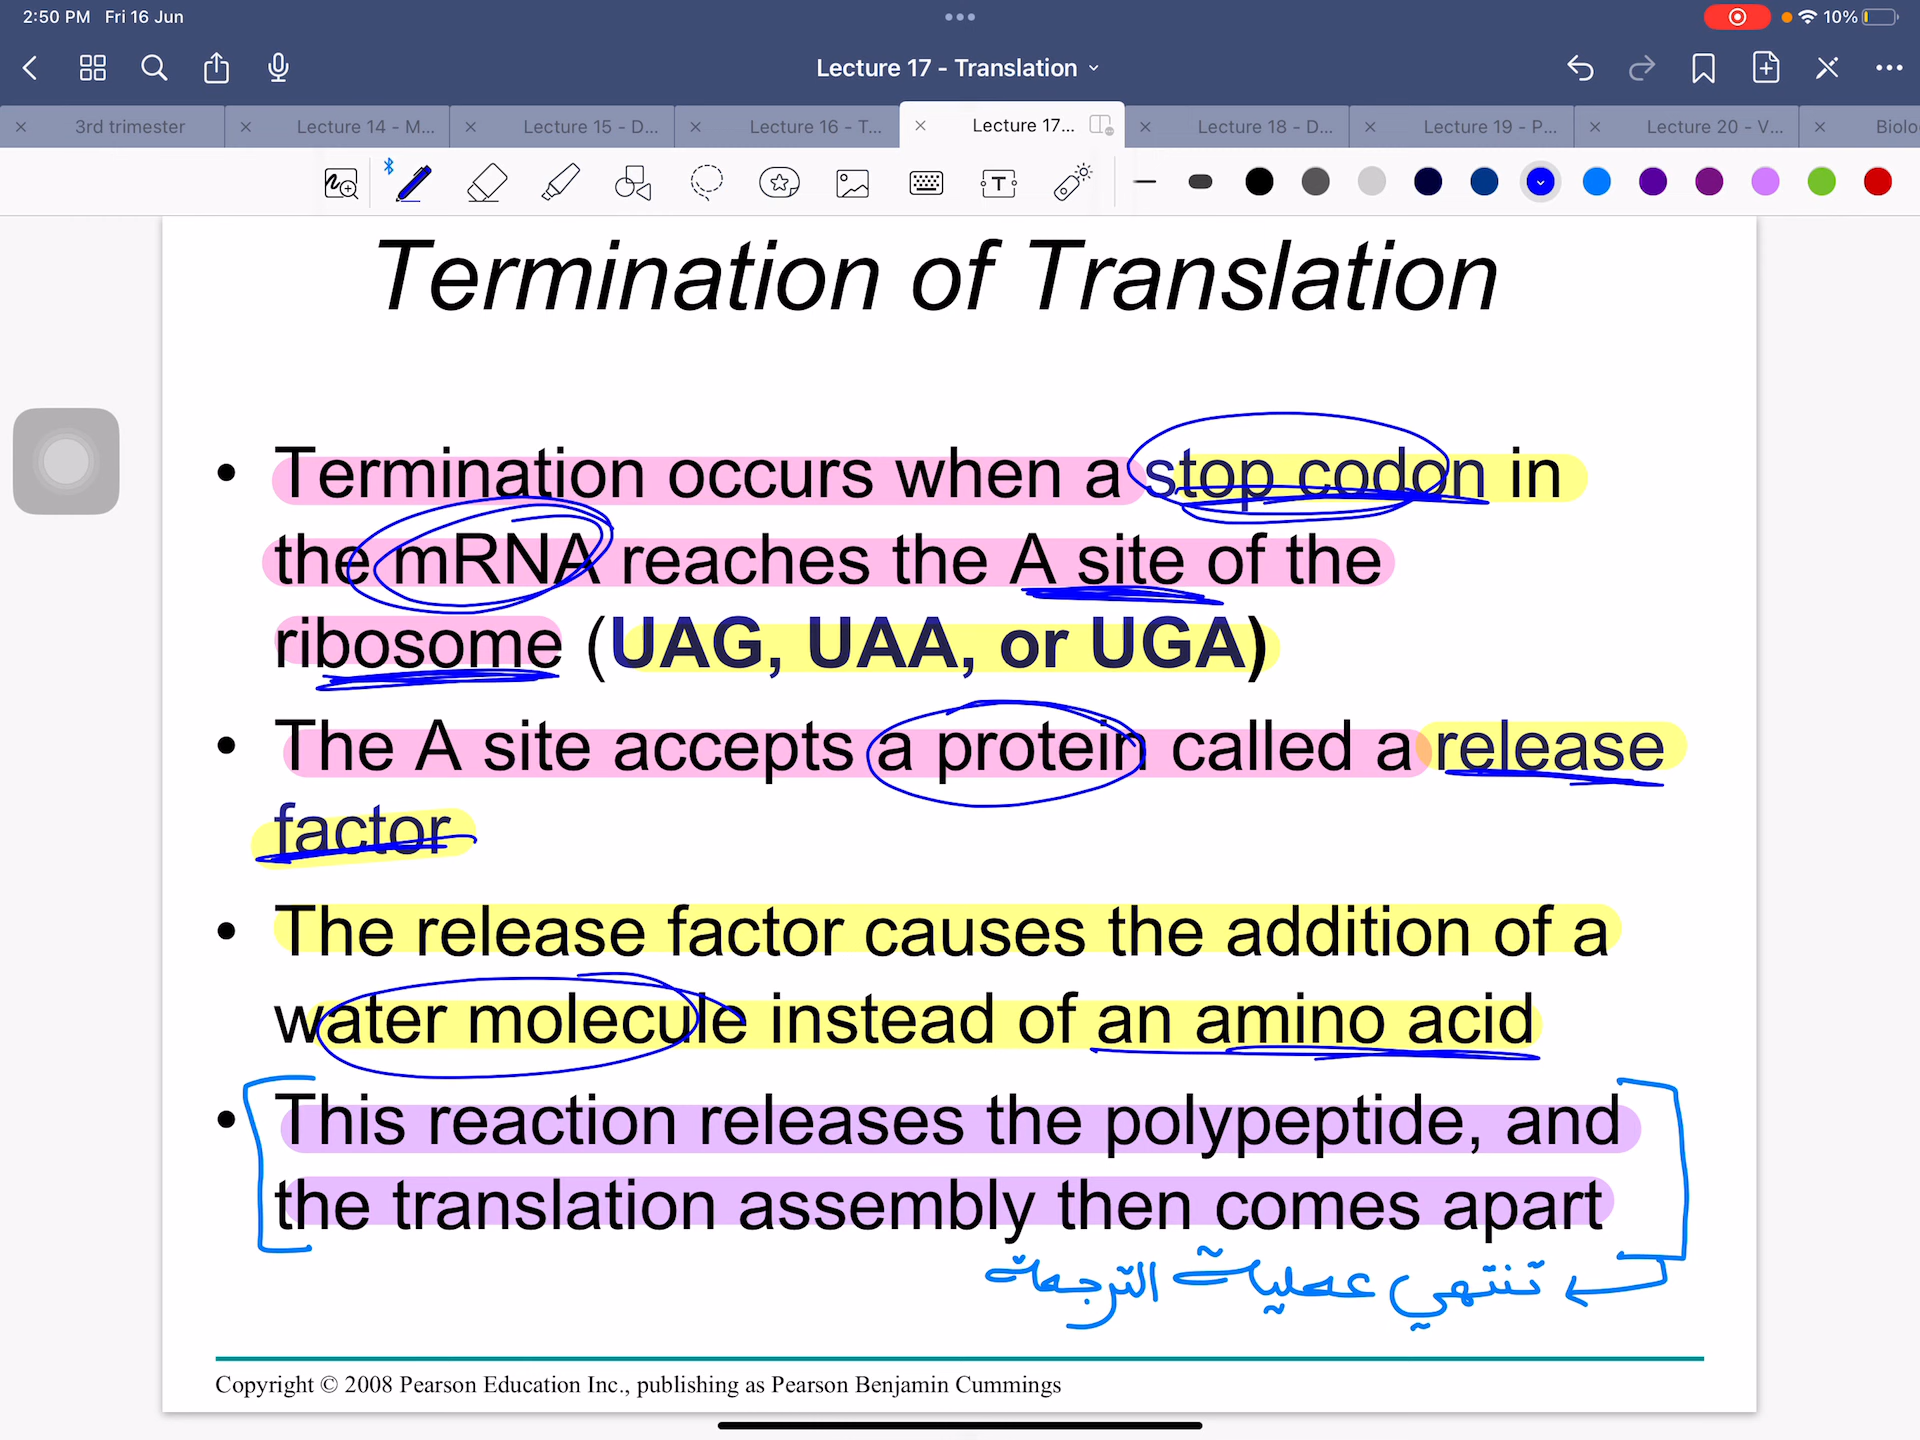 2:50 PM Fri 16 Jun
10%
Lecture 17 - Translation
3rd trimester
Lecture 14 - M...
Lecture 15 - D...
Lecture 16 - T...
Lecture 17...
Lecture 18 - D...
Lecture 19 - P...
Lecture 20 - V...
Biolo
Termination of Translation
• Termination occurs when a stop codon in
the mRNA reaches the A site of the
ribosome (UAG, UAA, or UGA)
• The A site accepts a protein called a release
factor
• The release factor causes the addition of a
water molecule instead of an amino acid
• This reaction releases the polypeptide, and
the translation assembly then comes apart
تنتهي عملية الترجمة
Copyright © 2008 Pearson Education Inc., publishing as Pearson Benjamin Cummings